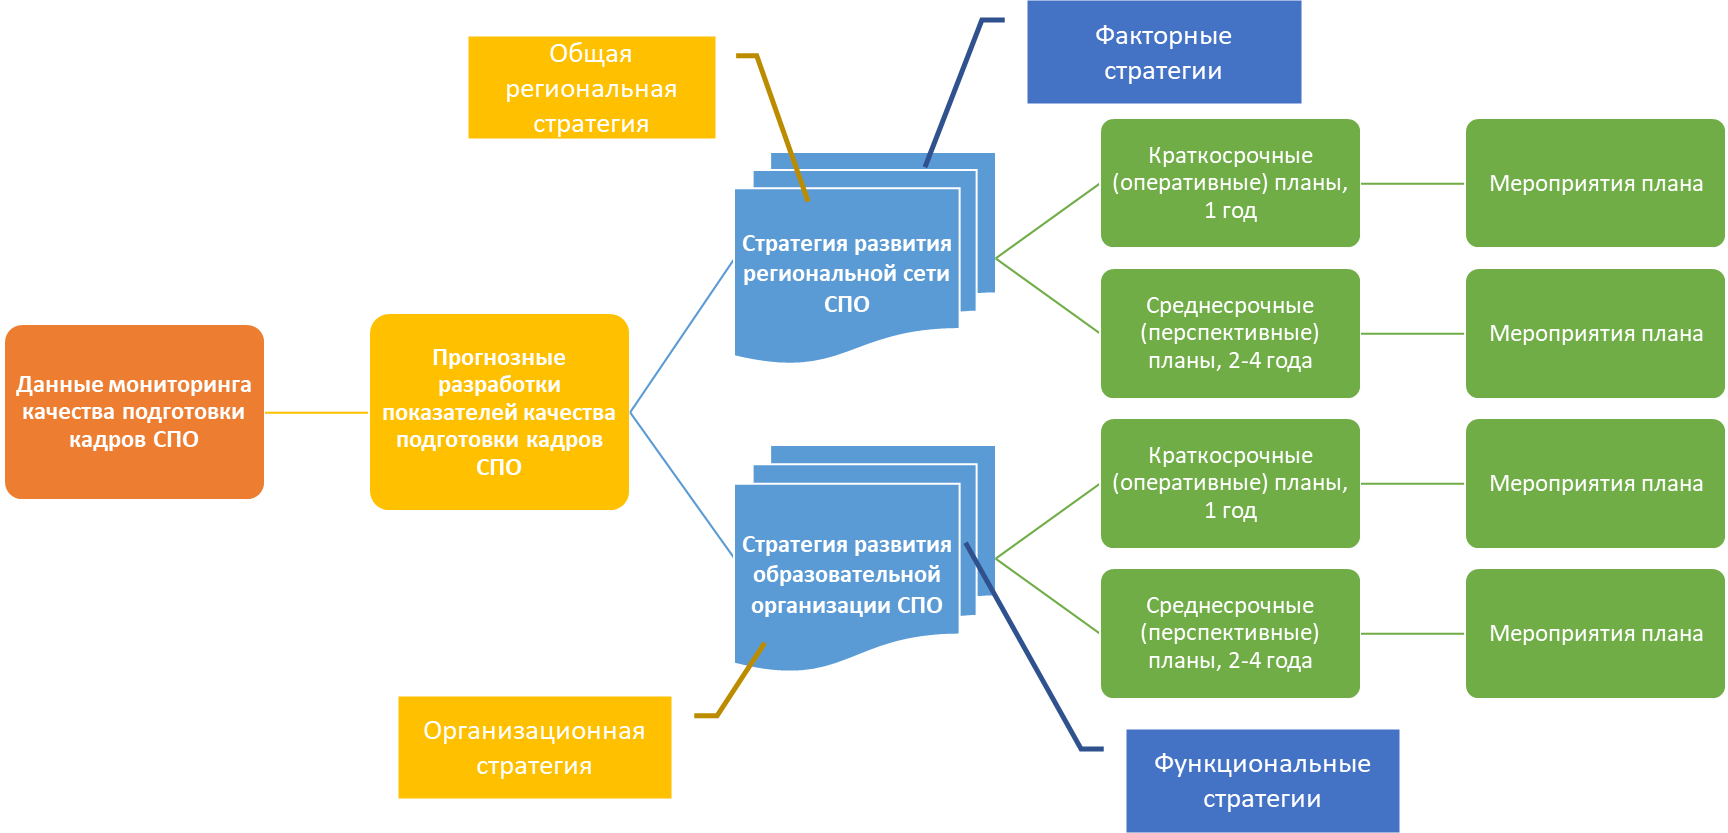 Общая
региональная
стратегия
Факторные
стратегии
Данные мониторинга
качества подготовки
кадров СПО
Прогнозные
разработки
показателей качества
подготовки кадров
СПО
Стратегия развития
региональной сети
СПО
Краткосрочные
(оперативные) планы,
1 год
Мероприятия плана
Среднесрочные
(перспективные)
планы, 2-4 года
Мероприятия плана
Стратегия развития
образовательной
организации СПО
Краткосрочные
(оперативные) планы,
1 год
Мероприятия плана
Среднесрочные
(перспективные)
планы, 2-4 года
Мероприятия плана
Организационная
стратегия
Функциональные
стратегии